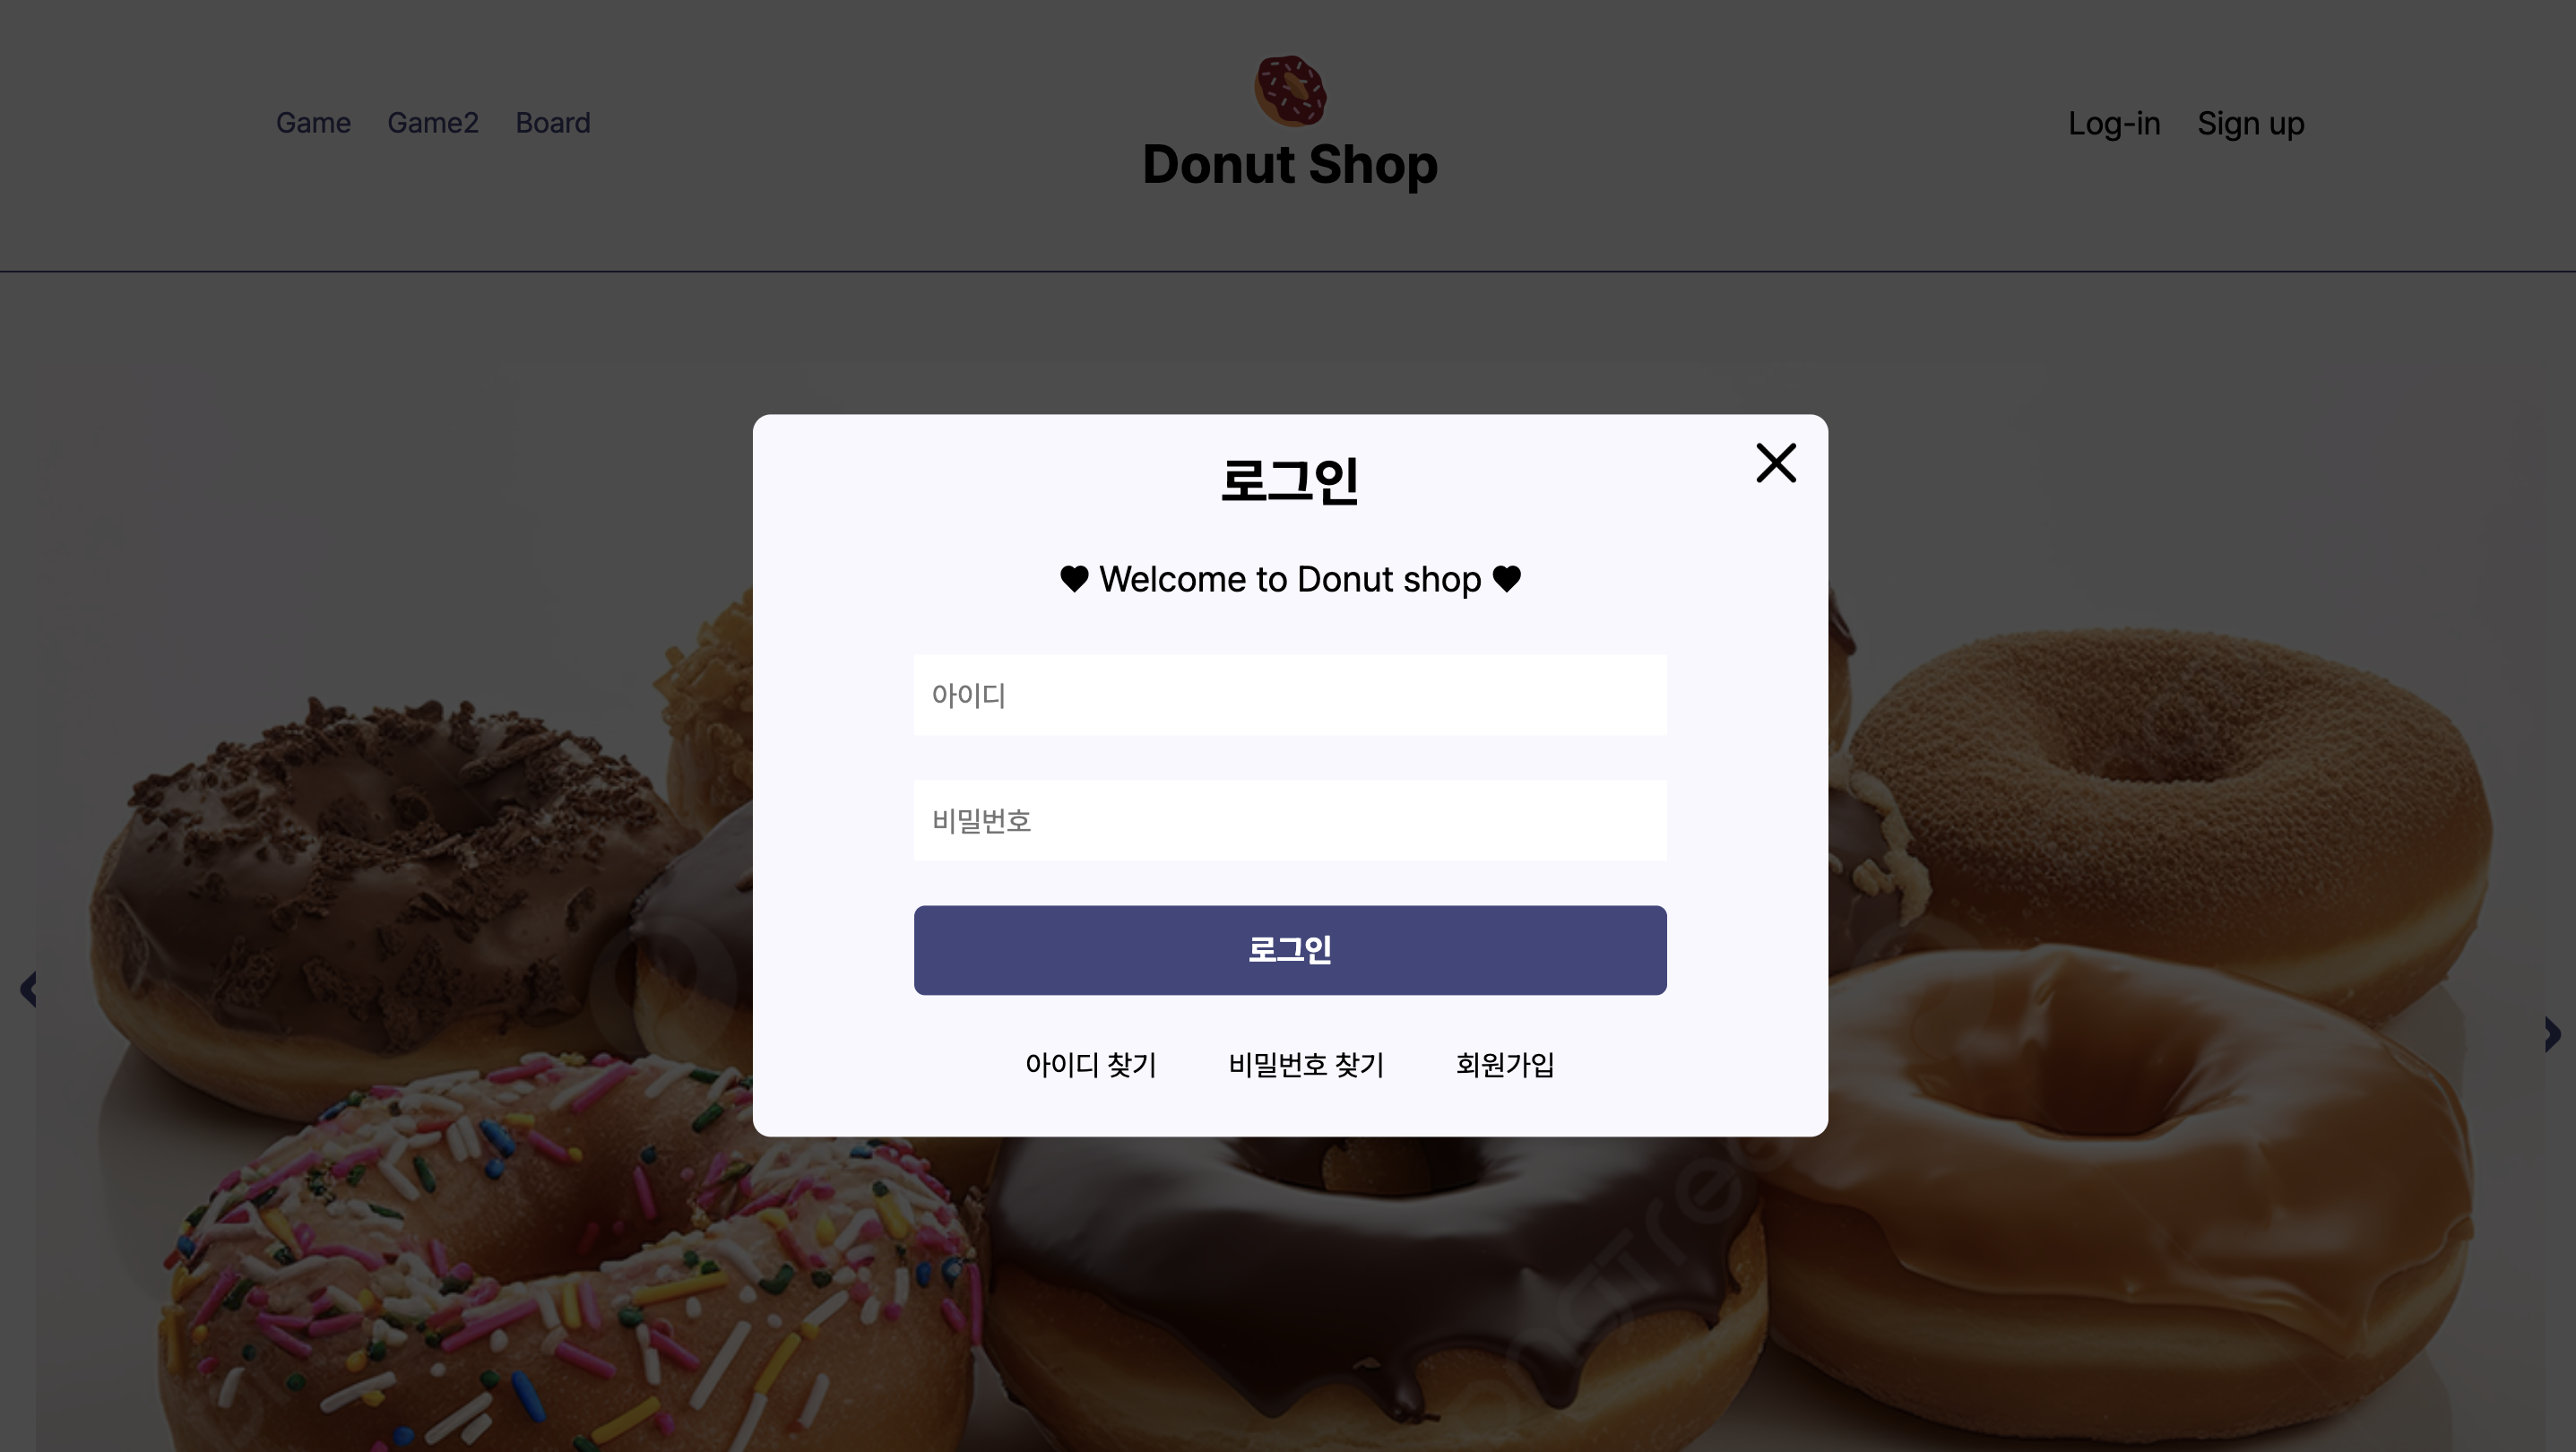 Game Game2 Board
Donut Shop
Log-in Sign up
로그인
♥ Welcome to Donut shop ♥
아이디
비밀번호
로그인
아이디 찾기 비밀번호 찾기 회원가입